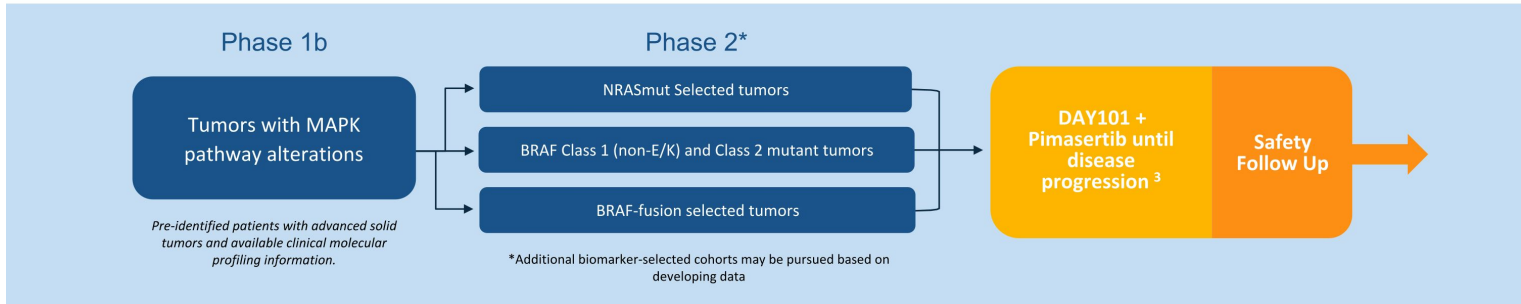 Phase 1b
Tumors with MAPK
pathway alterations
Pre-identified patients with advanced solid
tumors and available clinical molecular
profiling information.
Phase 2*
NRASmut Selected tumors
BRAF Class 1 (non-E/K) and Class 2 mutant tumors
BRAF-fusion selected tumors
*Additional biomarker-selected cohorts may be pursued based on
developing data
DAY101 +
Pimasertib until
disease
progression ³
Safety
Follow Up